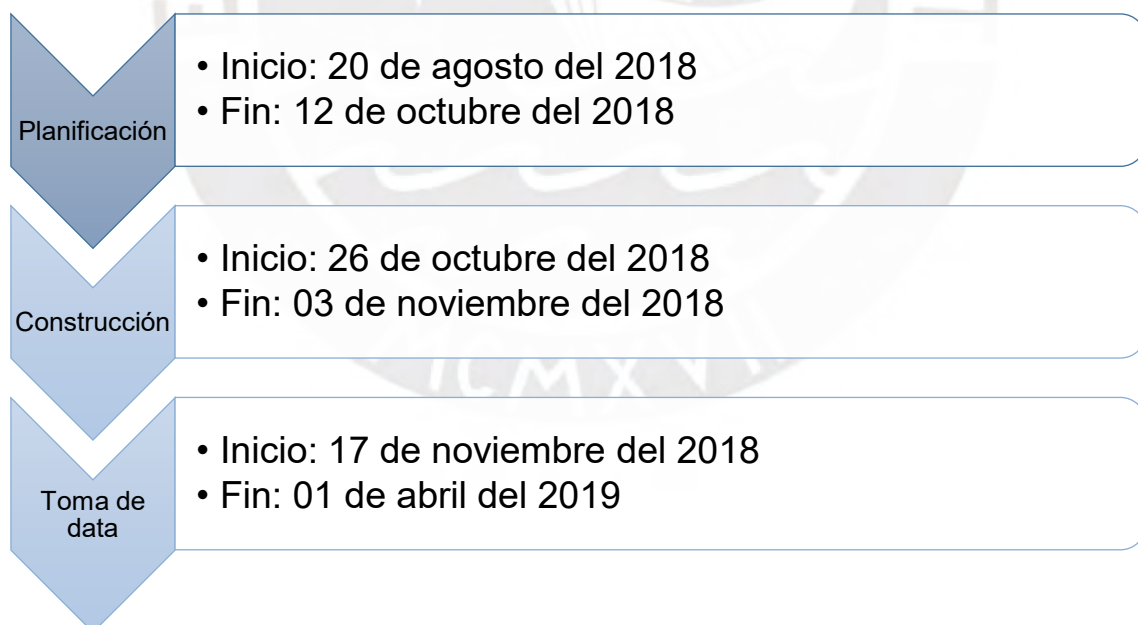 Planificación
• Inicio: 20 de agosto del 2018
• Fin: 12 de octubre del 2018
Construcción
• Inicio: 26 de octubre del 2018
• Fin: 03 de noviembre del 2018
MCMXVII
Toma de
data
• Inicio: 17 de noviembre del 2018
• Fin: 01 de abril del 2019